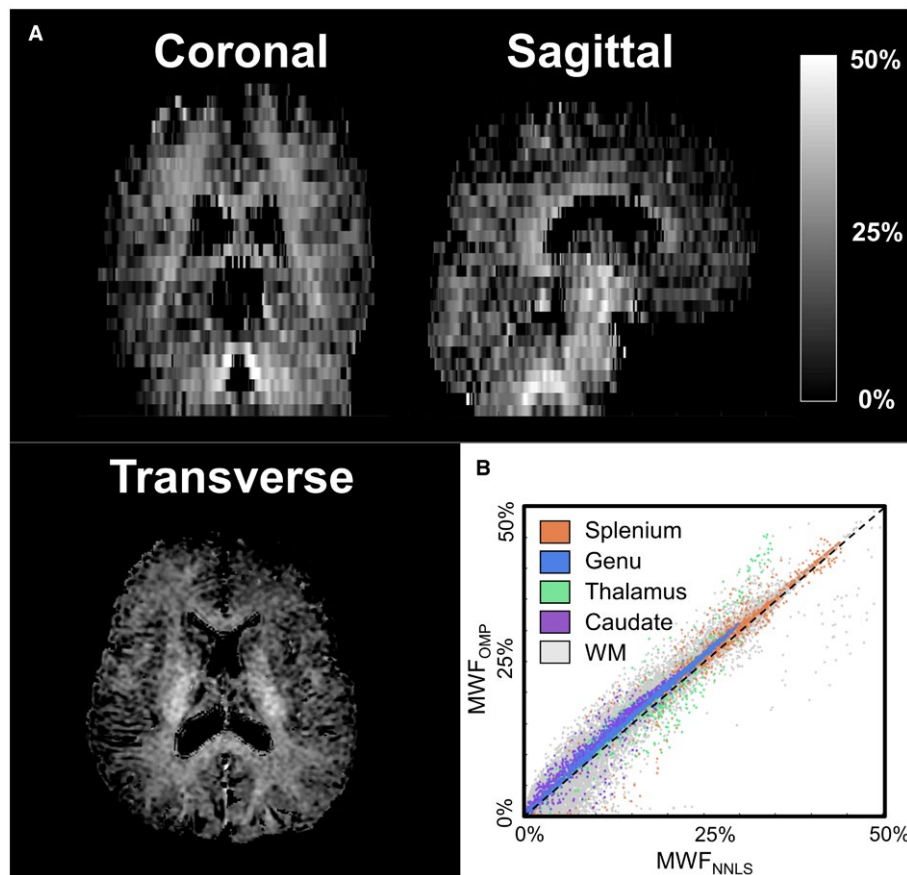 A
Coronal
Sagittal
50%
25%
0%
Transverse
B
50%
25%
0%
MWF_OMP
Splenium
Genu
Thalamus
Caudate
WM
0%
25%
50%
MWF_NNLS